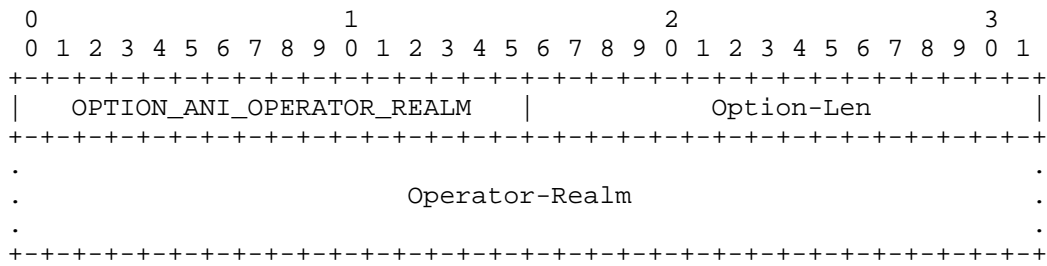 0                   1                   2                   3
 0 1 2 3 4 5 6 7 8 9 0 1 2 3 4 5 6 7 8 9 0 1 2 3 4 5 6 7 8 9 0 1
+-+-+-+-+-+-+-+-+-+-+-+-+-+-+-+-+-+-+-+-+-+-+-+-+-+-+-+-+-+-+-+-+
|   OPTION_ANI_OPERATOR_REALM   |           Option-Len          |
+-+-+-+-+-+-+-+-+-+-+-+-+-+-+-+-+-+-+-+-+-+-+-+-+-+-+-+-+-+-+-+-+
.                                                               .
.                        Operator-Realm                         .
.                                                               .
+-+-+-+-+-+-+-+-+-+-+-+-+-+-+-+-+-+-+-+-+-+-+-+-+-+-+-+-+-+-+-+-+